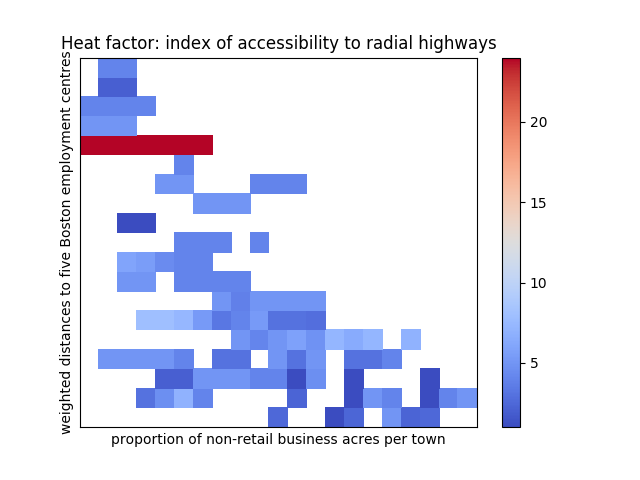 Heat factor: index of accessibility to radial highways
weighted distances to five Boston employment centres
proportion of non-retail business acres per town
20
15
10
5